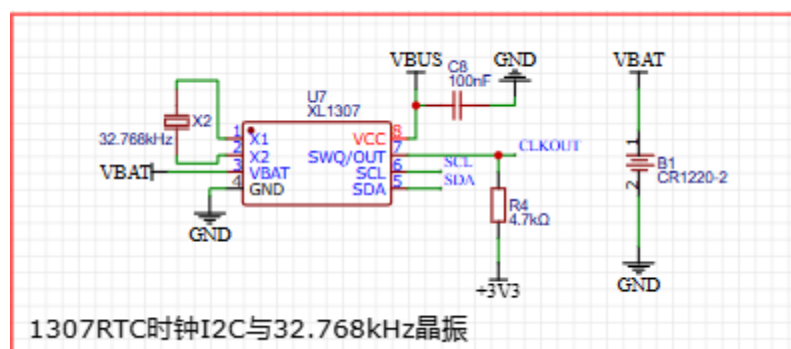 VBUS
C8
GND
100nF
VBAT
U7
XL1307
X2
32.768kHz
1
X1
VCC
8
2
X2
SWQ/OUT
7
CLKOUT
VBAT
3
VBAT
SCL
6
SCL
4
GND
SDA
5
SDA
1
B1
2
CR1220-2
R4
4.7kΩ
GND
+3V3
GND
1307RTC时钟I2C与32.768kHz晶振